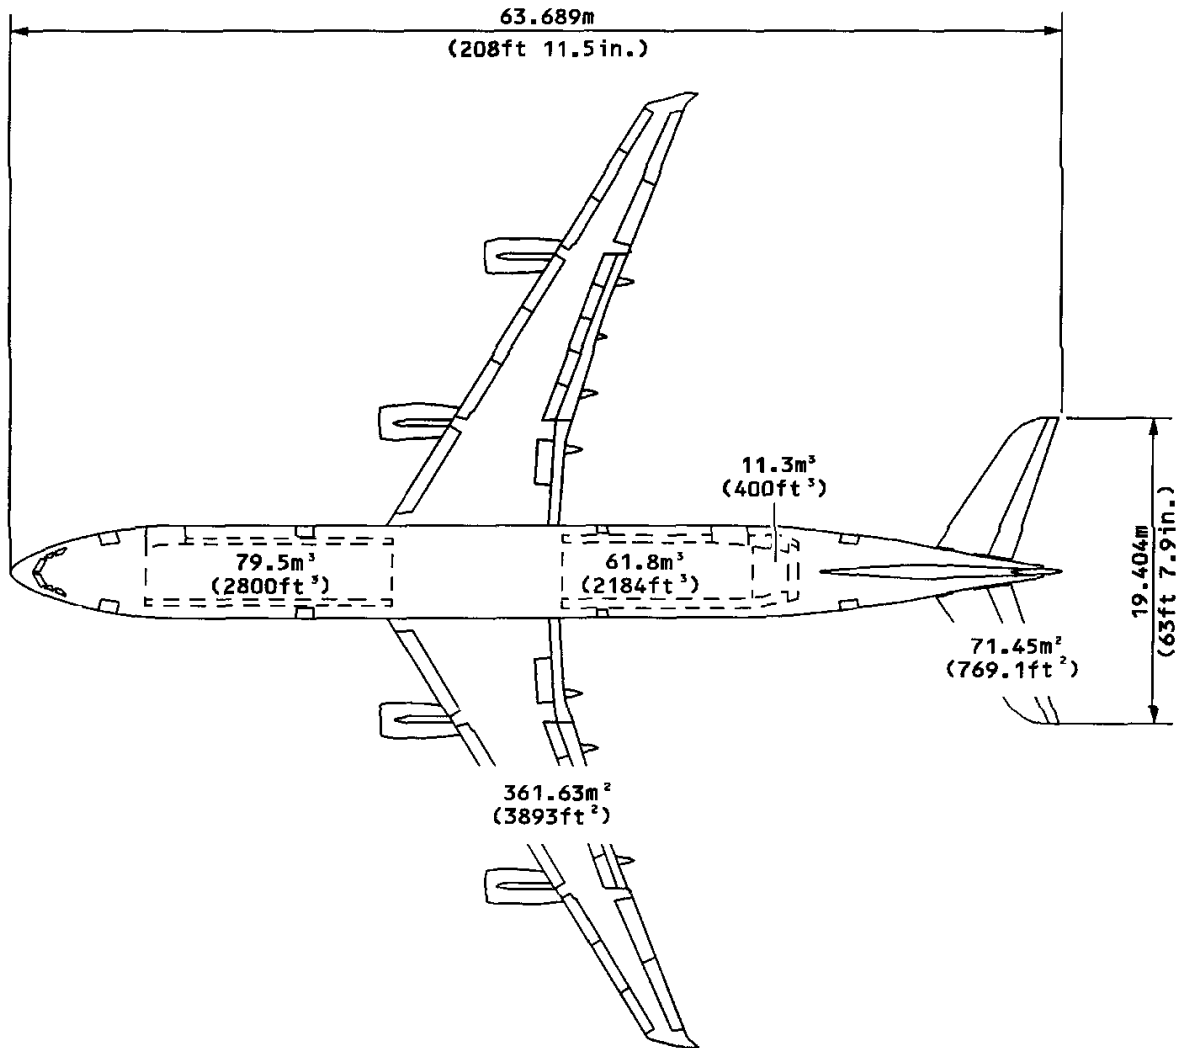 63.689m
(208ft 11.5in.)
11.3m³
(400ft³)
79.5m³
(2800ft³)
61.8m³
(2184ft³)
19.404m
(63ft 7.9in.)
71.45m²
(769.1ft²)
361.63m²
(3893ft²)